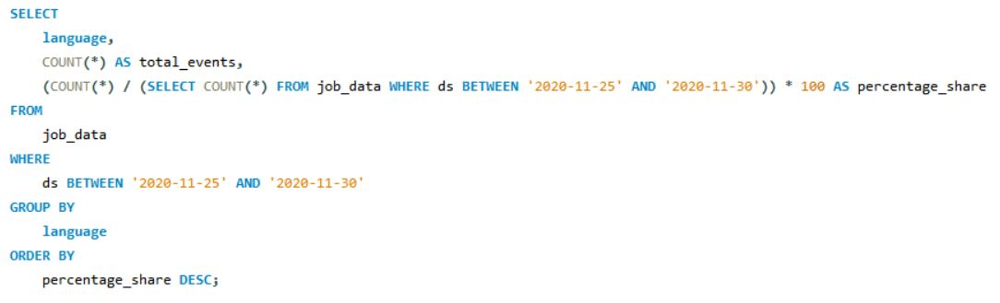 SELECT
    language,
    COUNT(*) AS total_events,
    (COUNT(*) / (SELECT COUNT(*) FROM job_data WHERE ds BETWEEN '2020-11-25' AND '2020-11-30')) * 100 AS percentage_share
FROM
    job_data
WHERE
    ds BETWEEN '2020-11-25' AND '2020-11-30'
GROUP BY
    language
ORDER BY
    percentage_share DESC;